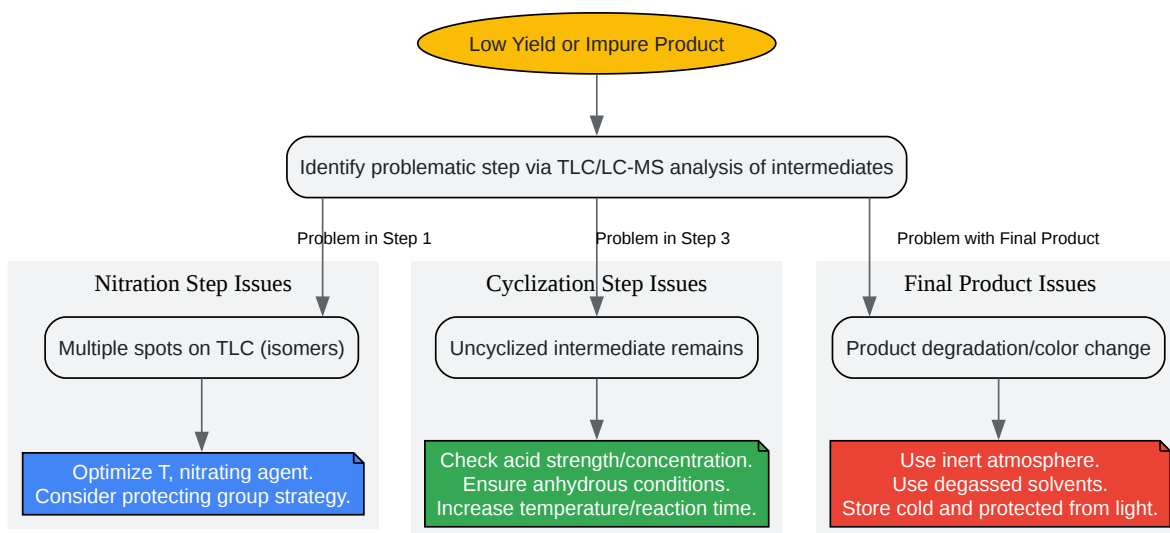 Low Yield or Impure Product
Identify problematic step via TLC/LC-MS analysis of intermediates
Problem in Step 1
Problem in Step 3
Problem with Final Product
Nitration Step Issues
Cyclization Step Issues
Final Product Issues
Multiple spots on TLC (isomers)
Uncyclized intermediate remains
Product degradation/color change
Optimize T, nitrating agent.
Consider protecting group strategy.
Check acid strength/concentration.
Ensure anhydrous conditions.
Increase temperature/reaction time.
Use inert atmosphere.
Use degassed solvents.
Store cold and protected from light.